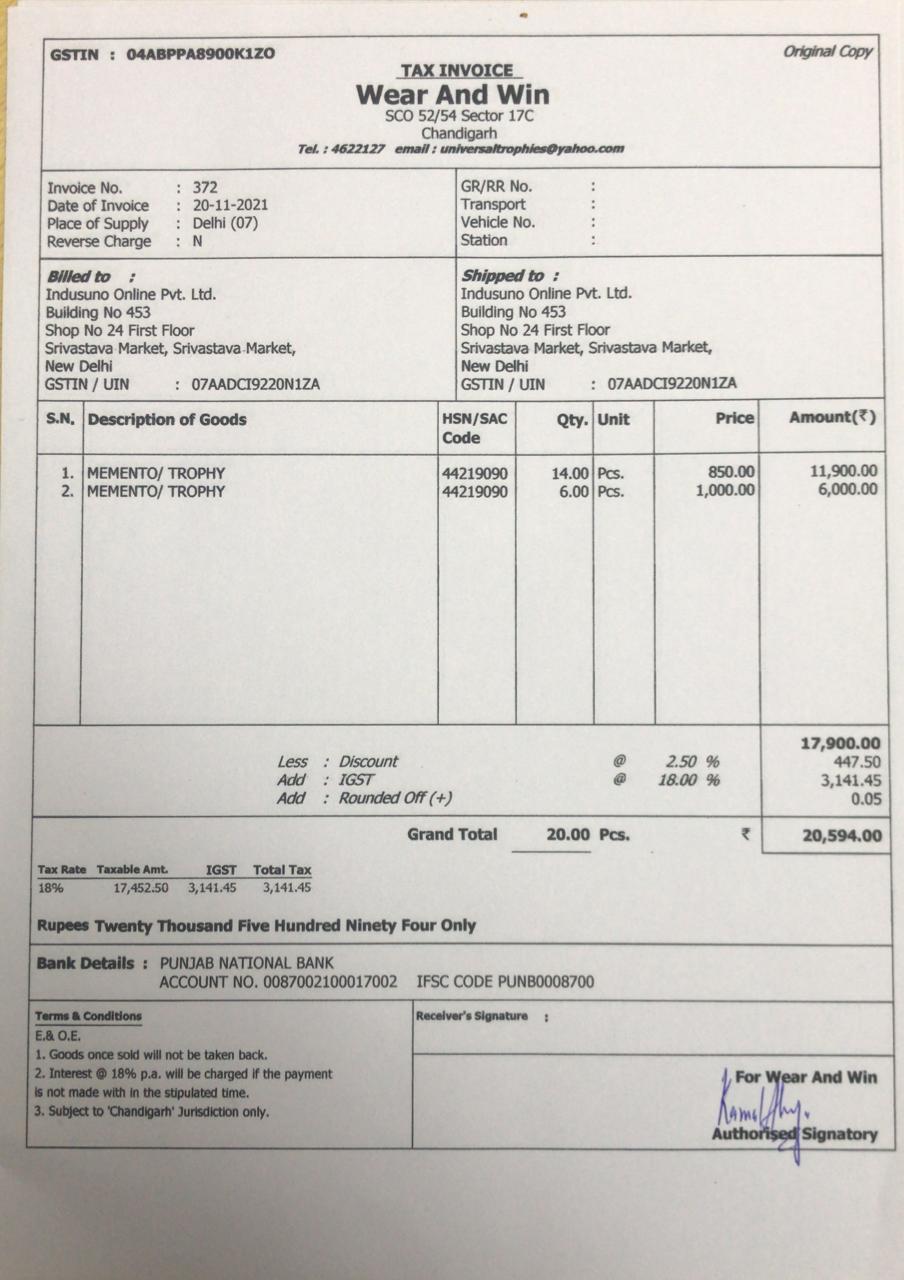 GSTIN : 04ABPPA8900K1ZO
Original Copy
TAX INVOICE
Wear And Win
SCO 52/54 Sector 17C
Chandigarh
Tel. : 4622127 email : universaltrophies@yahoo.com
Invoice No. : 372
Date of Invoice : 20-11-2021
Place of Supply : Delhi (07)
Reverse Charge : N
GR/RR No. :
Transport :
Vehicle No. :
Station :
Billed to :
Indusuno Online Pvt. Ltd.
Building No 453
Shop No 24 First Floor
Srivastava Market, Srivastava Market,
New Delhi
GSTIN / UIN : 07AADCI9220N1ZA
Shipped to :
Indusuno Online Pvt. Ltd.
Building No 453
Shop No 24 First Floor
Srivastava Market, Srivastava Market,
New Delhi
GSTIN / UIN : 07AADCI9220N1ZA
S.N. Description of Goods HSN/SAC Code Qty. Unit Price Amount(₹)
1. MEMENTO/ TROPHY 44219090 14.00 Pcs. 850.00 11,900.00
2. MEMENTO/ TROPHY 44219090 6.00 Pcs. 1,000.00 6,000.00
17,900.00
Less : Discount @ 2.50 % 447.50
Add : IGST @ 18.00 % 3,141.45
Add : Rounded Off (+) 0.05
Grand Total 20.00 Pcs. ₹ 20,594.00
Tax Rate Taxable Amt. IGST Total Tax
18% 17,452.50 3,141.45 3,141.45
Rupees Twenty Thousand Five Hundred Ninety Four Only
Bank Details : PUNJAB NATIONAL BANK
ACCOUNT NO. 0087002100017002 IFSC CODE PUNB0008700
Terms & Conditions
E.& O.E.
1. Goods once sold will not be taken back.
2. Interest @ 18% p.a. will be charged if the payment
is not made with in the stipulated time.
3. Subject to 'Chandigarh' Jurisdiction only.
Receiver's Signature :
For Wear And Win
Authorised Signatory